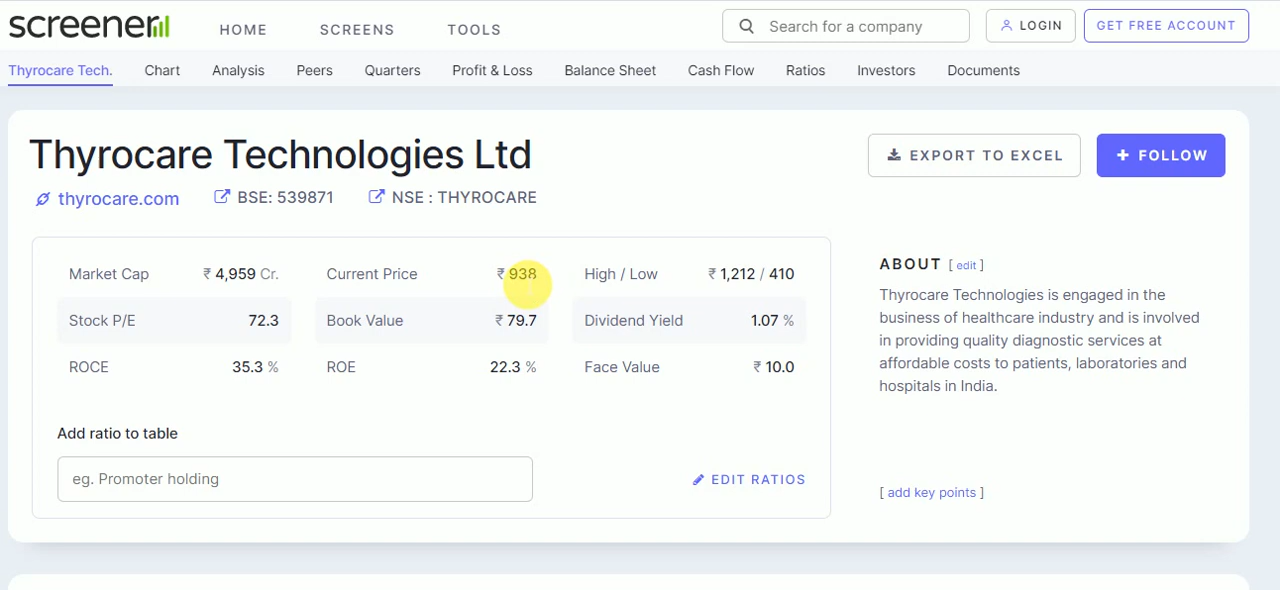 screener
HOME SCREENS TOOLS Search for a company LOGIN GET FREE ACCOUNT
Thyrocare Tech. Chart Analysis Peers Quarters Profit & Loss Balance Sheet Cash Flow Ratios Investors Documents
Thyrocare Technologies Ltd
EXPORT TO EXCEL + FOLLOW
thyrocare.com BSE: 539871 NSE : THYROCARE
Market Cap ₹ 4,959 Cr. Current Price ₹ 938 High / Low ₹ 1,212 / 410
Stock P/E 72.3 Book Value ₹ 79.7 Dividend Yield 1.07 %
ROCE 35.3 % ROE 22.3 % Face Value ₹ 10.0
Add ratio to table
eg. Promoter holding EDIT RATIOS
ABOUT [ edit ]
Thyrocare Technologies is engaged in the
business of healthcare industry and is involved
in providing quality diagnostic services at
affordable costs to patients, laboratories and
hospitals in India.
[ add key points ]